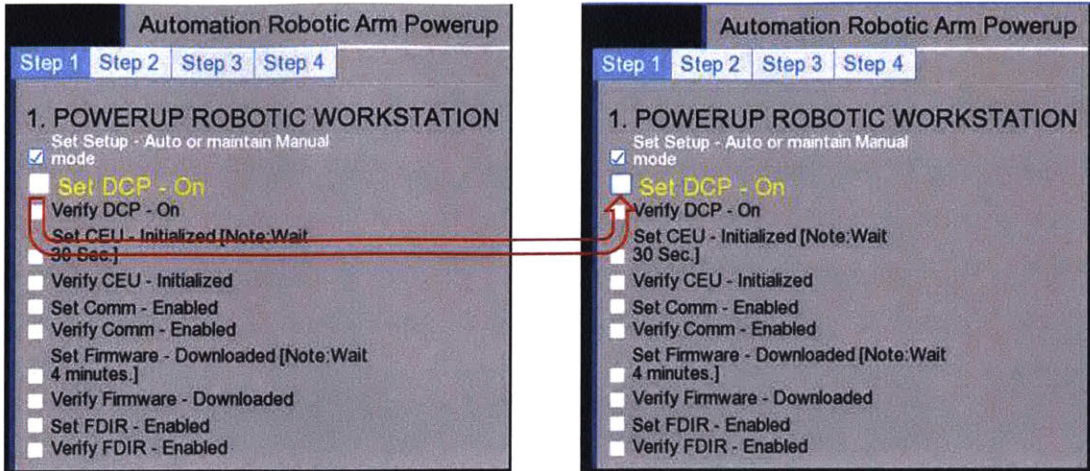 Automation Robotic Arm Powerup
Step 1 Step 2 Step 3 Step 4
1. POWERUP ROBOTIC WORKSTATION
Set Setup - Auto or maintain Manual
mode
Set DCP - On
Verify DCP - On
Set CEU - Initialized [Note:Wait
30 Sec.]
Verify CEU - Initialized
Set Comm - Enabled
Verify Comm - Enabled
Set Firmware - Downloaded [Note:Wait
4 minutes.]
Verify Firmware - Downloaded
Set FDIR - Enabled
Verify FDIR - Enabled
Automation Robotic Arm Powerup
Step 1 Step 2 Step 3 Step 4
1. POWERUP ROBOTIC WORKSTATION
Set Setup - Auto or maintain Manual
mode
Set DCP - On
Verify DCP - On
Set CEU - Initialized [Note:Wait
30 Sec.]
Verify CEU - Initialized
Set Comm - Enabled
Verify Comm - Enabled
Set Firmware - Downloaded [Note:Wait
4 minutes.]
Verify Firmware - Downloaded
Set FDIR - Enabled
Verify FDIR - Enabled